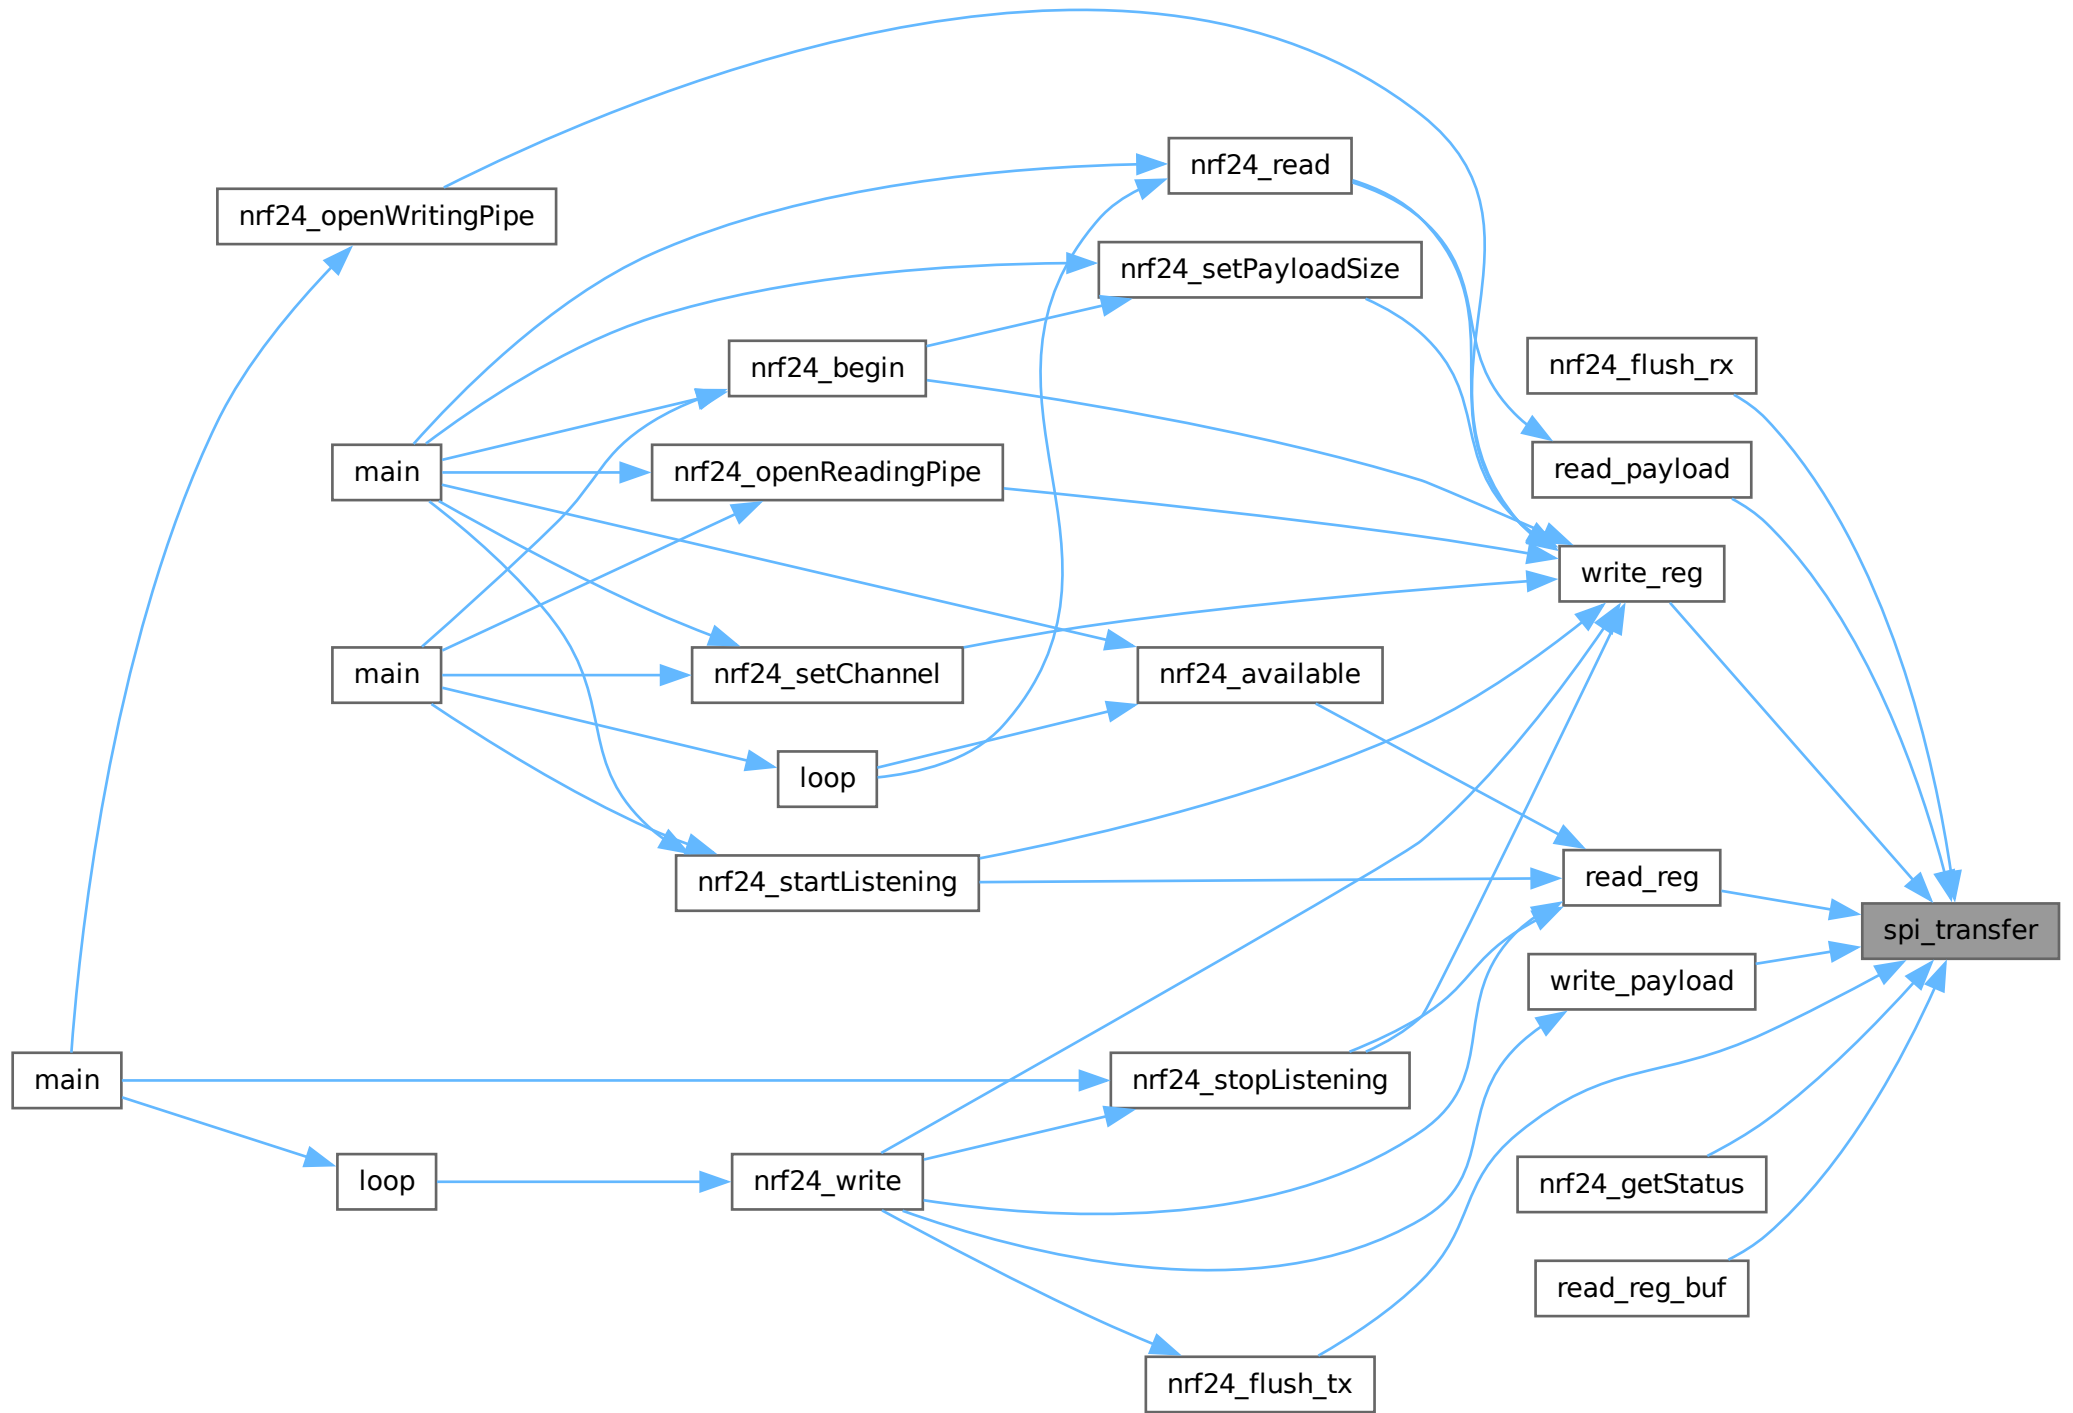 nrf24_read
nrf24_openWritingPipe
nrf24_setPayloadSize
nrf24_begin
nrf24_flush_rx
main
nrf24_openReadingPipe
read_payload
write_reg
main
nrf24_setChannel
nrf24_available
loop
nrf24_startListening
read_reg
spi_transfer
write_payload
main
nrf24_stopListening
loop
nrf24_write
nrf24_getStatus
read_reg_buf
nrf24_flush_tx